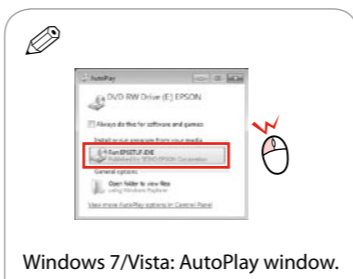 AutoPlay
DVD RW Drive (E:) EPSON
Always do this for software and games:
Install or run program from your media
Run EPSETUP.EXE
Published by SEIKO EPSON Corporation
General options
Open folder to view files
using Windows Explorer
View more AutoPlay options in Control Panel
Windows 7/Vista: AutoPlay window.